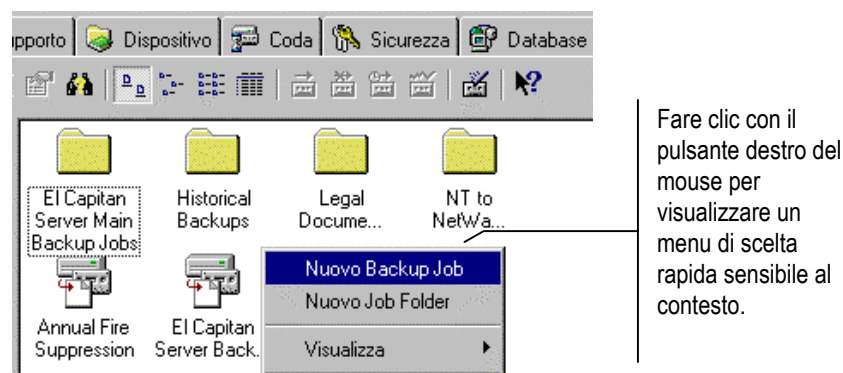 pporto Dispositivo Coda Sicurezza Database
El Capitan
Server Main
Backup Jobs
Historical
Backups
Legal
Docume...
NT to
NetWa...
Annual Fire
Suppression
El Capitan
Server Back.
Nuovo Backup Job
Nuovo Job Folder
Visualizza
Fare clic con il
pulsante destro del
mouse per
visualizzare un
menu di scelta
rapida sensibile al
contesto.